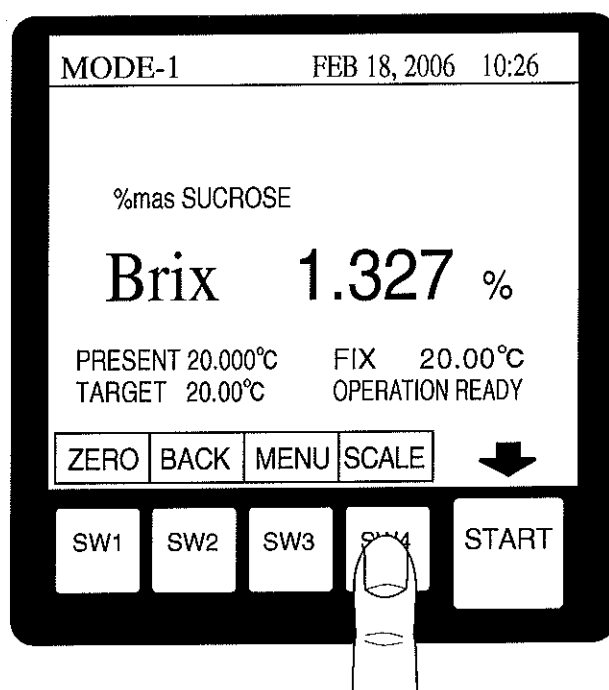 MODE-1 FEB 18, 2006 10:26
%mas SUCROSE
Brix 1.327 %
PRESENT 20.000°C FIX 20.00°C
TARGET 20.00°C OPERATION READY
ZERO BACK MENU SCALE
SW1 SW2 SW3 SW4 START